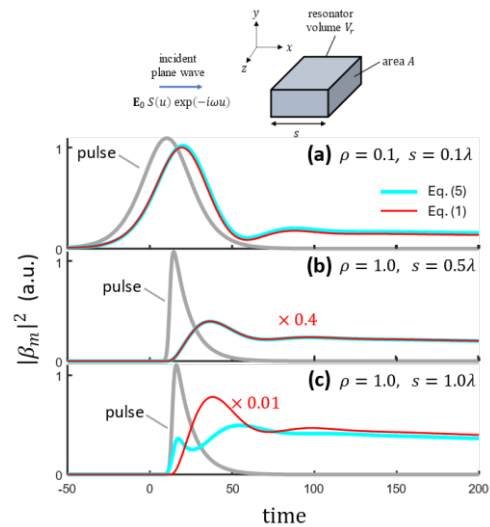 resonator
volume V_r
y
x
z
incident
plane wave
area A
E₀ S(u) exp(−iωu)
s
pulse
(a) ρ = 0.1, s = 0.1λ
1
Eq. (5)
Eq. (1)
0
(b) ρ = 1.0, s = 0.5λ
1
pulse
× 0.4
0
|β_m|² (a.u.)
(c) ρ = 1.0, s = 1.0λ
1
pulse
× 0.01
0
-50 0 50 100 150 200
time